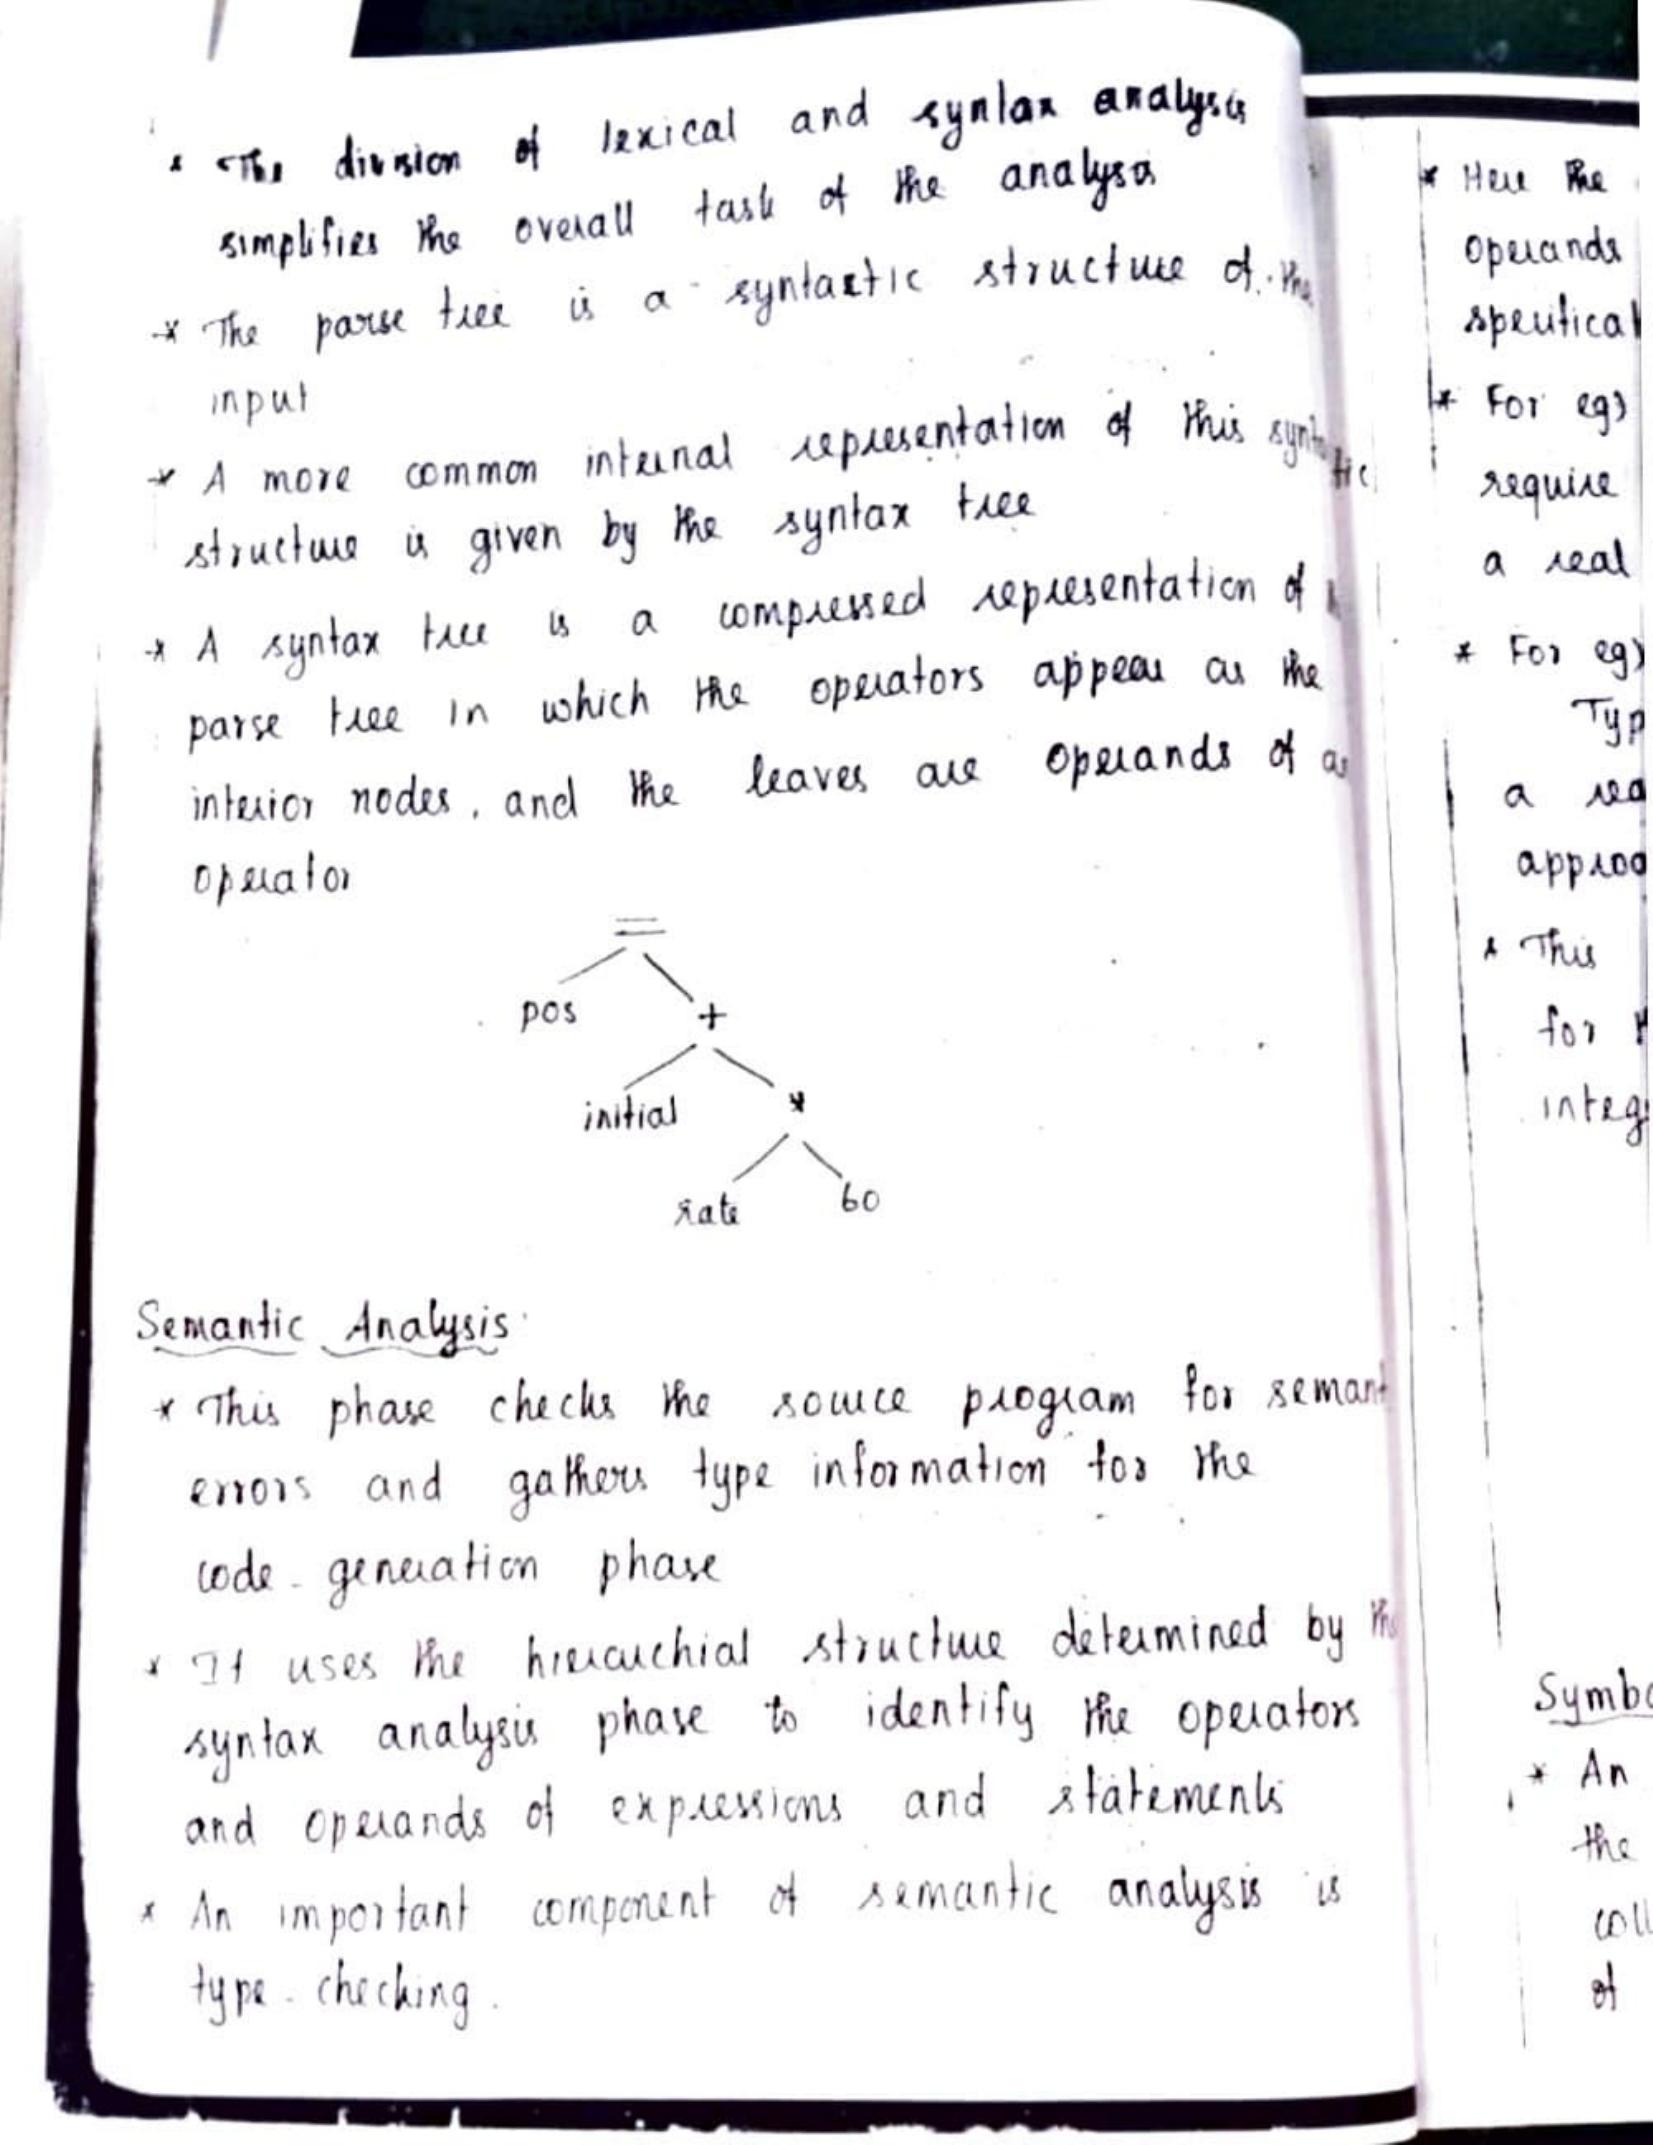 * The division of lexical and syntax analysis
simplifies the overall task of the analysis
* The parse tree is a syntactic structure of the
input
* A more common internal representation of this syntactic
structure is given by the syntax tree
* A syntax tree is a compressed representation of
parse tree in which the operators appear as the
interior nodes, and the leaves are operands of
operator
=
pos +
initial *
rate 60
Semantic Analysis
* This phase checks the source program for semant
errors and gathers type information for the
code - generation phase
* It uses the hierarchial structure determined by the
syntax analysis phase to identify the operators
and operands of expressions and statements
* An important component of semantic analysis is
type - checking.
* Here the
operands
* For eg)
require
a real
* For eg)
Typ
a rea
* This
for
integ
Symbo
* An
the
coll
of